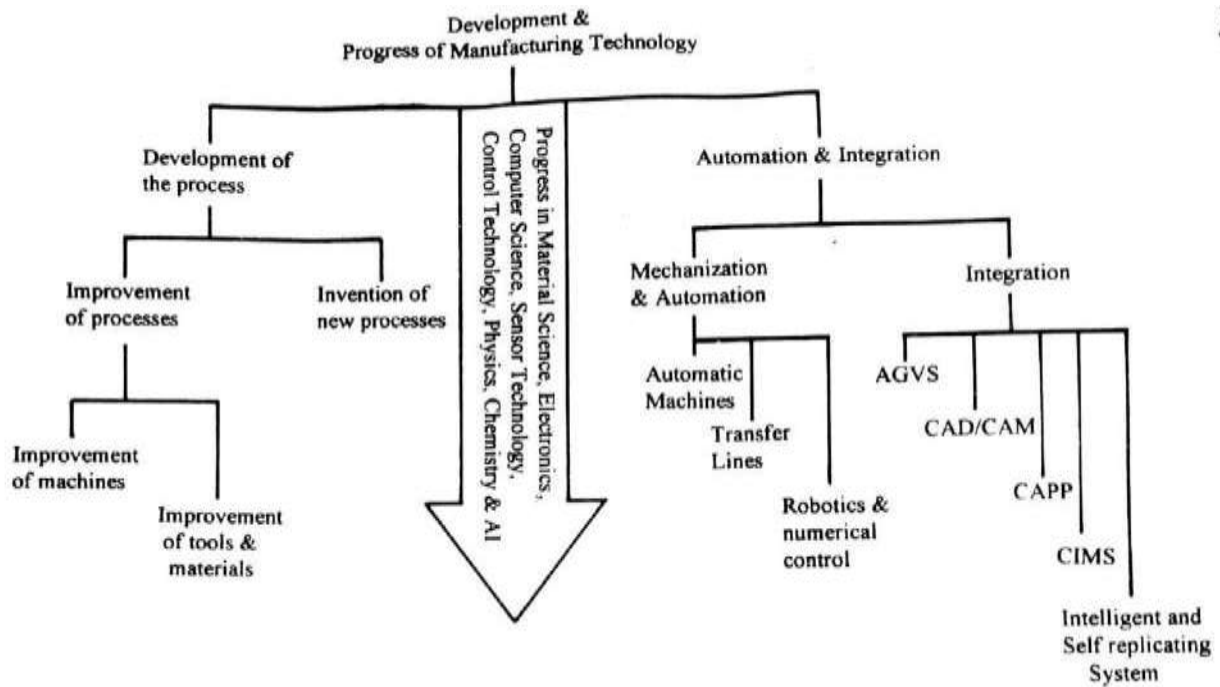 Development &
Progress of Manufacturing Technology
Development of
the process
Improvement
of processes
Invention of
new processes
Improvement
of machines
Improvement
of tools &
materials
Progress in Material Science, Electronics,
Computer Science, Sensor Technology,
Control Technology, Physics, Chemistry & AI
Automation & Integration
Mechanization
& Automation
Automatic
Machines
Transfer
Lines
Robotics &
numerical
control
Integration
AGVS
CAD/CAM
CAPP
CIMS
Intelligent and
Self replicating
System